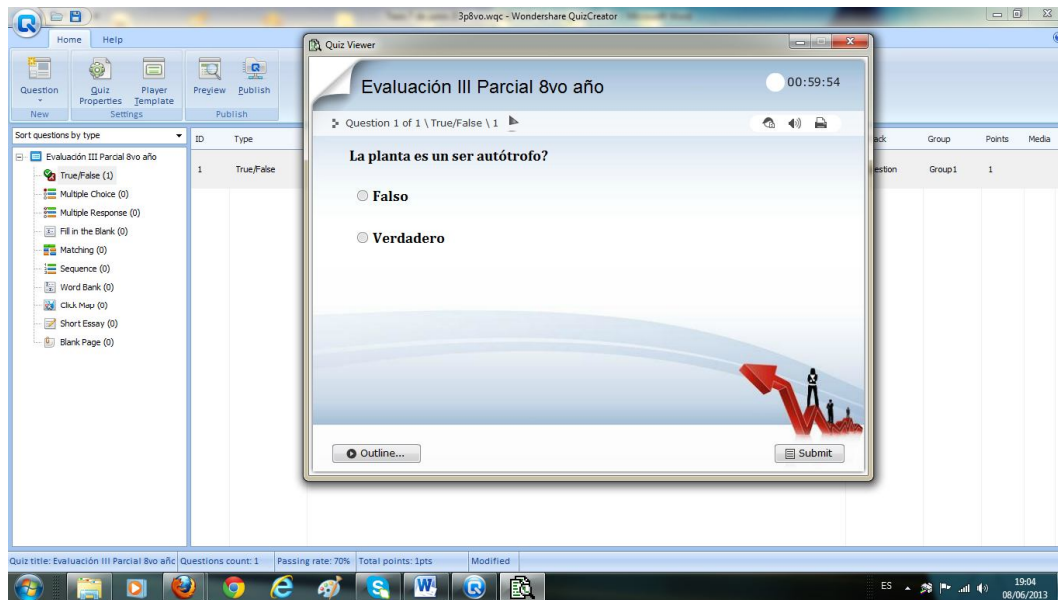 3p8vo.wqc - Wondershare QuizCreator
Home Help
Question
New
Quiz Properties
Player Template
Settings
Preview
Publish
Publish
Sort questions by type
Evaluación III Parcial 8vo año
True/False (1)
Multiple Choice (0)
Multiple Response (0)
Fill in the Blank (0)
Matching (0)
Sequence (0)
Word Bank (0)
Click Map (0)
Short Essay (0)
Blank Page (0)
ID Type Group Points Media
1 True/False Group1 1
Quiz Viewer
Evaluación III Parcial 8vo año
00:59:54
Question 1 of 1 \ True/False \ 1
La planta es un ser autótrofo?
Falso
Verdadero
Outline...
Submit
Quiz title: Evaluación III Parcial 8vo añc Questions count: 1 Passing rate: 70% Total points: 1pts Modified
ES
19:04
08/06/2013